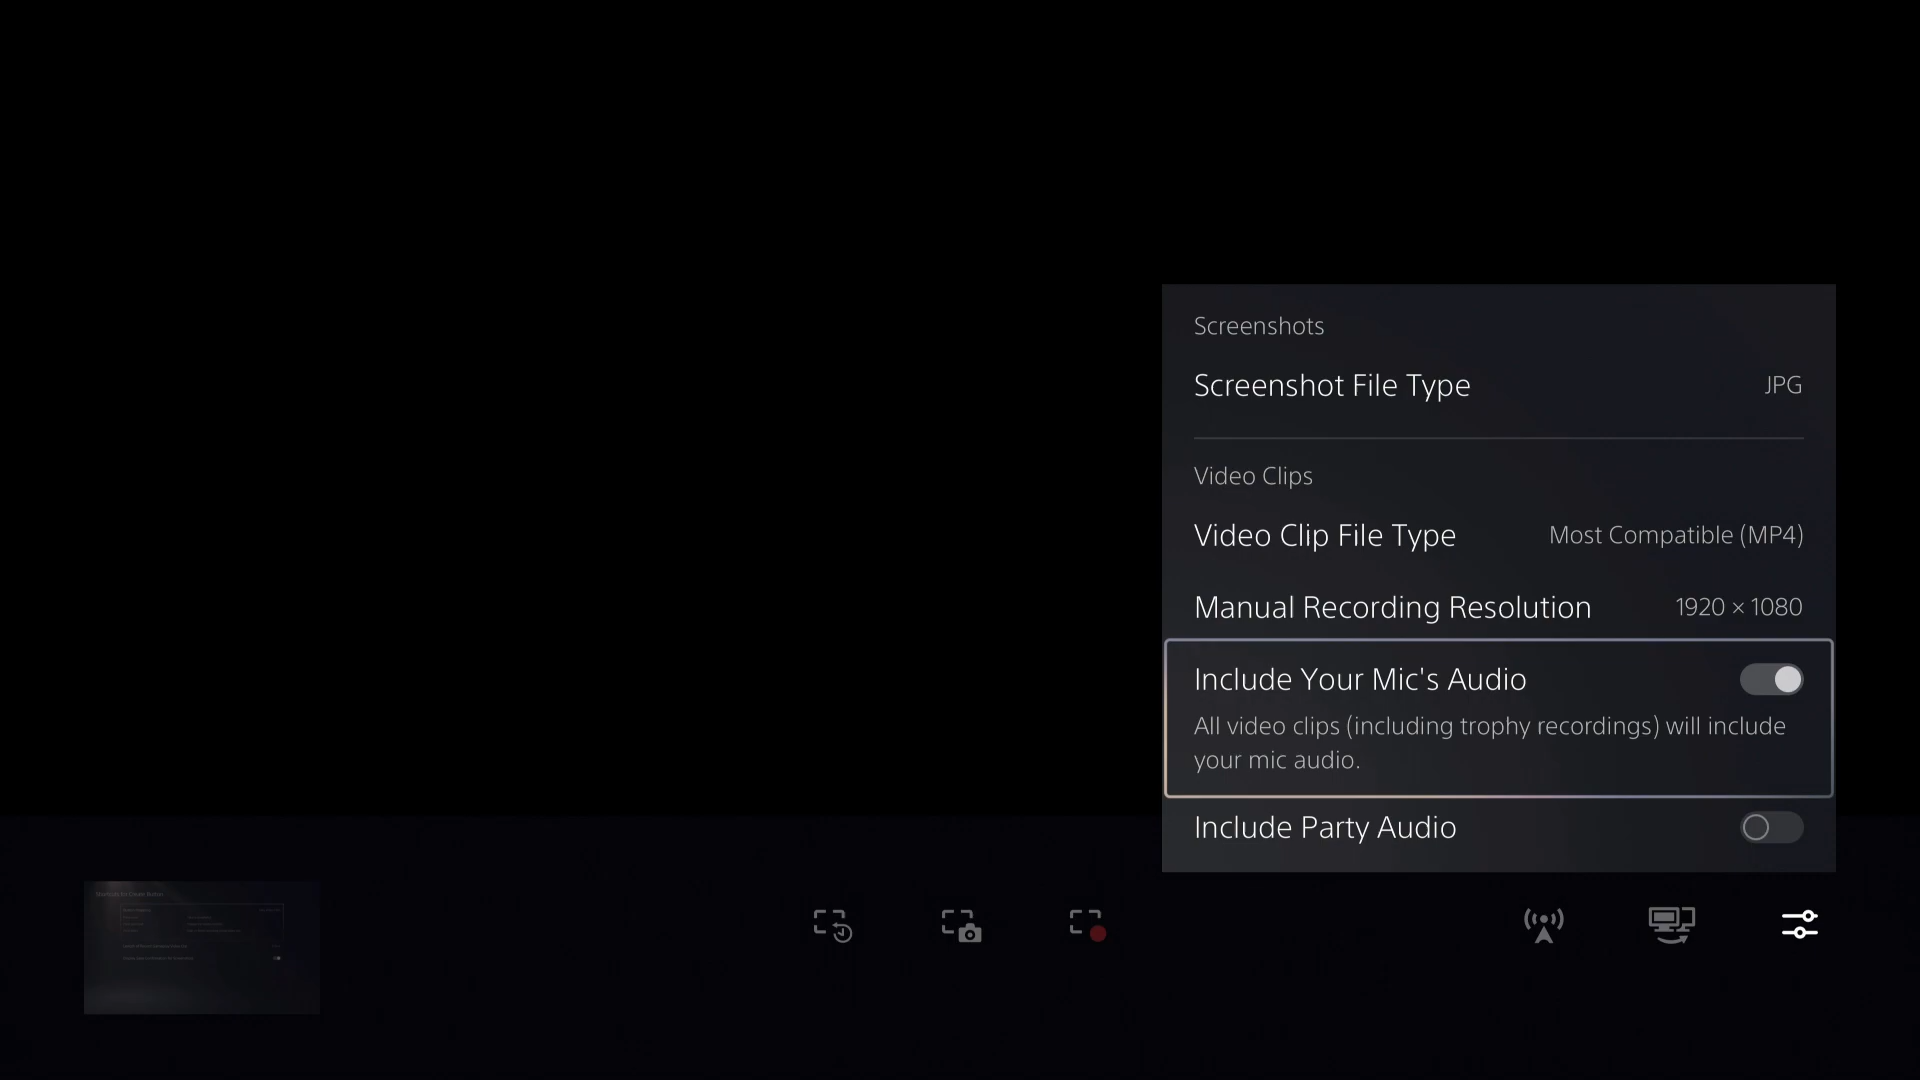 Screenshots
Screenshot File Type JPG
Video Clips
Video Clip File Type Most Compatible (MP4)
Manual Recording Resolution 1920 × 1080
Include Your Mic's Audio
All video clips (including trophy recordings) will include
your mic audio.
Include Party Audio